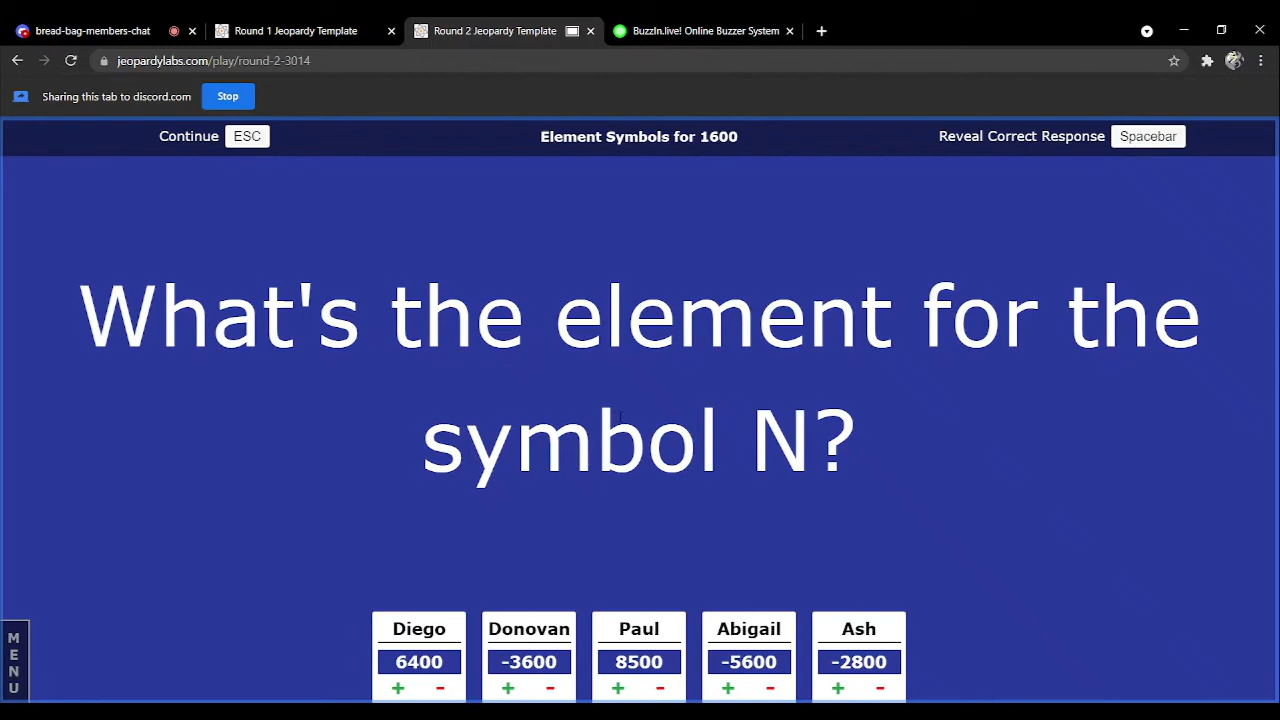 bread-bag-members-chat
Round 1 Jeopardy Template
Round 2 Jeopardy Template
BuzzIn.live! Online Buzzer System
jeopardylabs.com/play/round-2-3014
Sharing this tab to discord.com
Stop
Continue ESC
Element Symbols for 1600
Reveal Correct Response Spacebar
What's the element for the
symbol N?
MENU
Diego Donovan Paul Abigail Ash
6400 -3600 8500 -5600 -2800
+ - + - + - + - + -